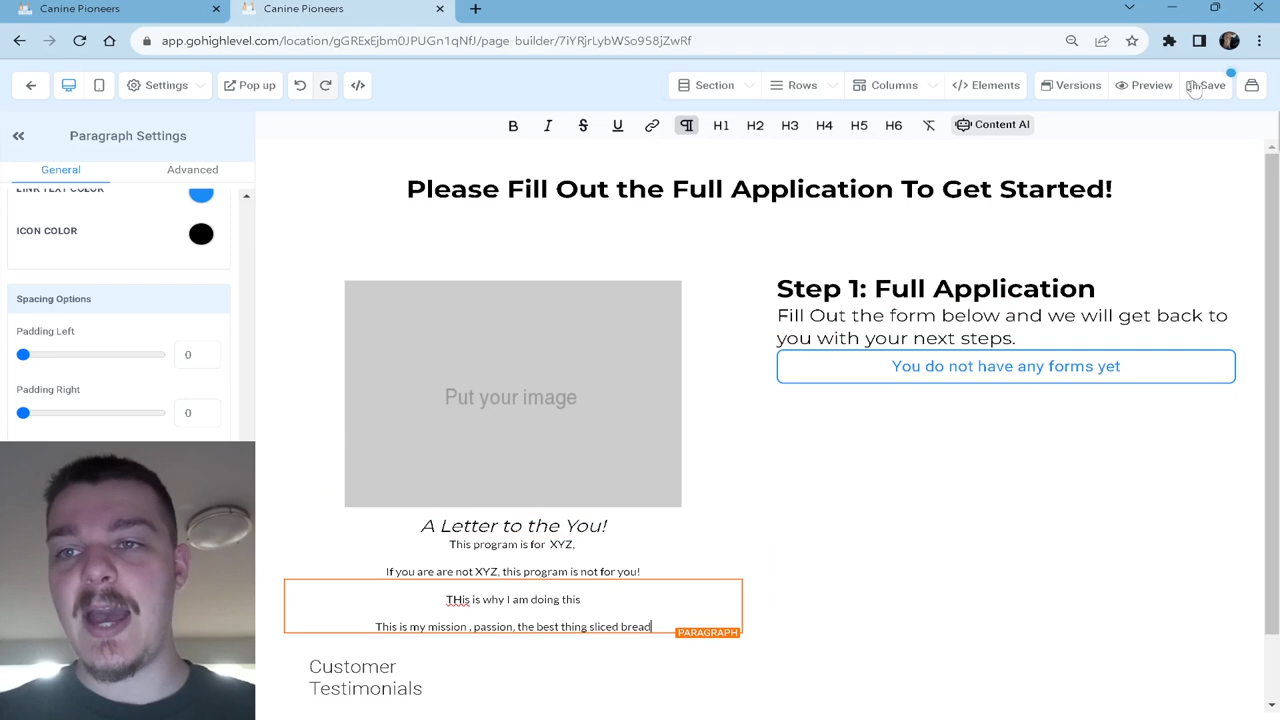 Canine Pioneers
Canine Pioneers
app.gohighlevel.com/location/gGRExEjbm0JPUGn1qNfJ/page-builder/7iYRjrLybWSo958jZwRf
Settings
Pop up
Section
Rows
Columns
</> Elements
Versions
Preview
Save
Paragraph Settings
B I S U H1 H2 H3 H4 H5 H6 Content AI
General
Advanced
LINK TEXT COLOR
ICON COLOR
Spacing Options
Padding Left
0
Padding Right
0
Please Fill Out the Full Application To Get Started!
Put your image
A Letter to the You!
This program is for XYZ,
If you are are not XYZ, this program is not for you!
THis is why I am doing this
This is my mission , passion, the best thing sliced bread
PARAGRAPH
Customer
Testimonials
Step 1: Full Application
Fill Out the form below and we will get back to
you with your next steps.
You do not have any forms yet